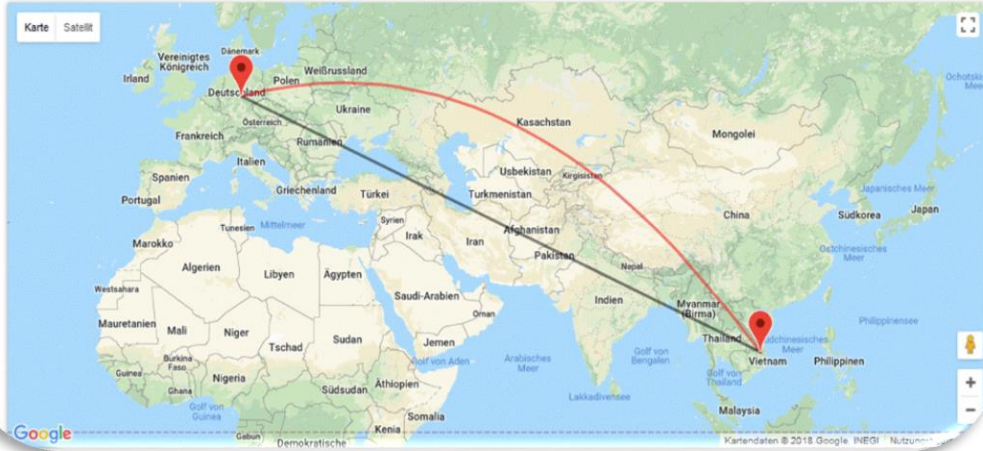 Karte Satellit
Dänemark
Vereinigtes
Königreich
Irland
Polen
Weißrussland
Deutschland
Ukraine
Österreich
Frankreich
Rumänien
Italien
Spanien
Portugal
Griechenland
Türkei
Kasachstan
Mongolei
Usbekistan
Kirgisistan
Turkmenistan
Ochotski
Meer
Japanisches Meer
Japan
Südkorea
China
Ostchinesisches
Meer
Tunesien
Mittelmeer
Syrien
Irak
Iran
Afghanistan
Pakistan
Nepal
Marokko
Algerien
Libyen
Ägypten
Westsahara
Saudi-Arabien
Oman
Indien
Myanmar
(Birma)
Philippinensee
Mauretanien
Mali
Niger
Tschad
Sudan
Jemen
Thailand
dchinesisches
Meer
Vietnam
Philippinen
Golf von Aden
Arabisches
Meer
Golf von
Bengalen
Golf von
Thailand
Burkina
Faso
Guinea
Ghana
Nigeria
Südsudan
Äthiopien
Lakkadivensee
Golf von
Guinea
Somalia
Malaysia
Kenia
Gabun
Demokratische
Google
Kartendaten © 2018 Google, INEGI